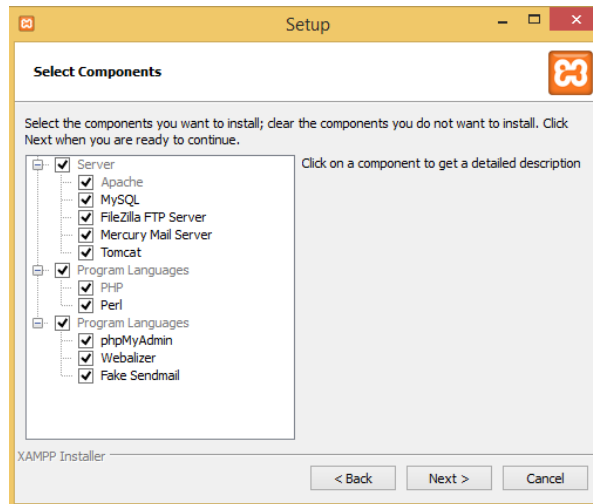 Setup
Select Components
Select the components you want to install; clear the components you do not want to install. Click
Next when you are ready to continue.
Server
Apache
MySQL
FileZilla FTP Server
Mercury Mail Server
Tomcat
Program Languages
PHP
Perl
Program Languages
phpMyAdmin
Webalizer
Fake Sendmail
Click on a component to get a detailed description
XAMPP Installer
< Back
Next >
Cancel